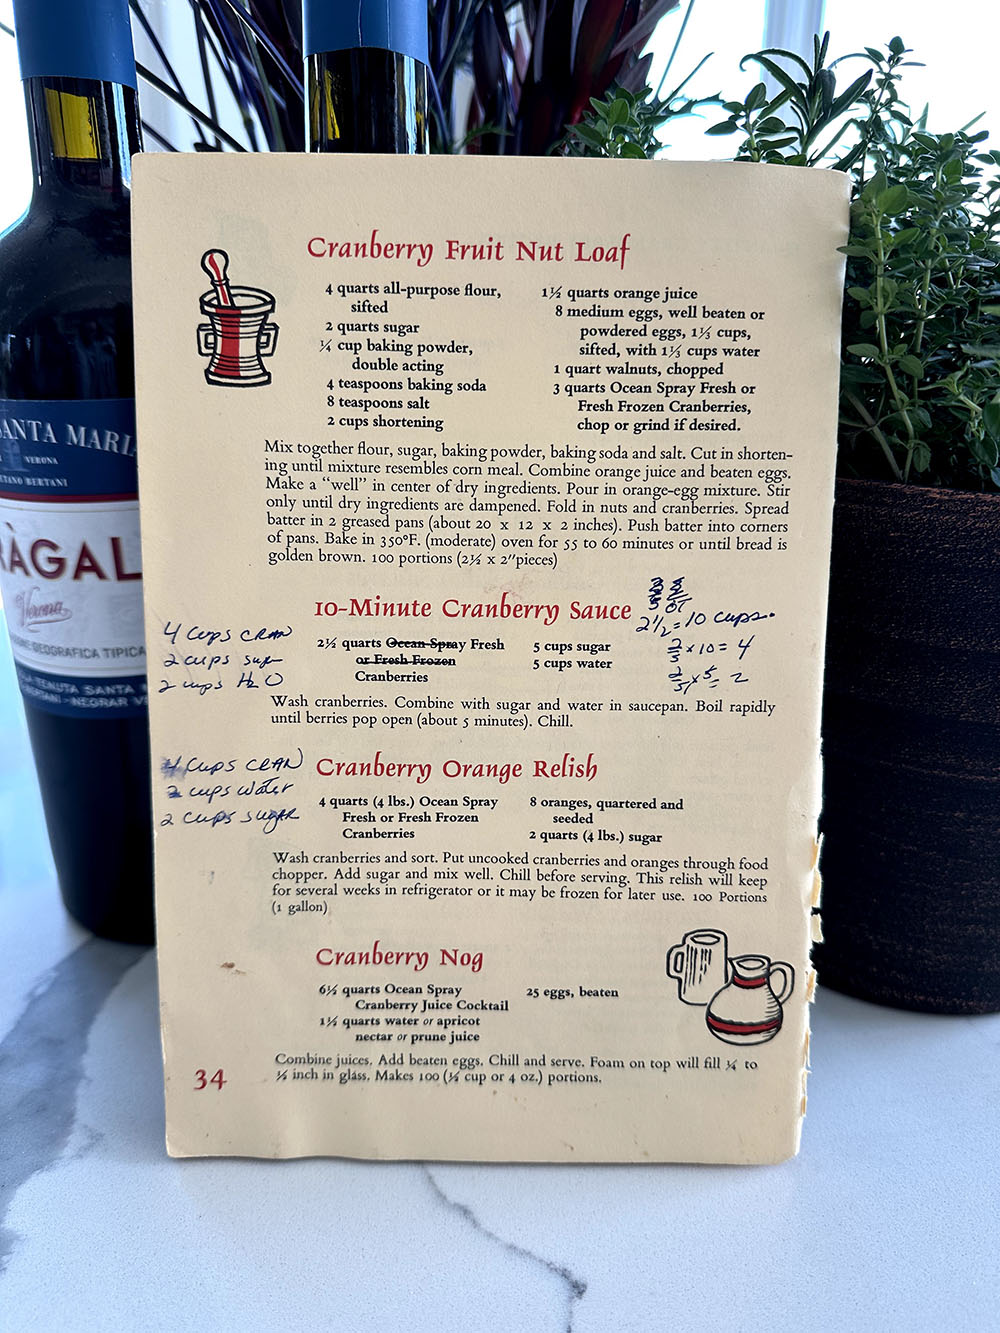 SANTA MARIA
VERONA
BERTANI
RÀGAL
Verona
GEOGRAFICA TIPICA
TENUTA SANTA
NEGRAR
Cranberry Fruit Nut Loaf
4 quarts all-purpose flour,
sifted
2 quarts sugar
¼ cup baking powder,
double acting
4 teaspoons baking soda
8 teaspoons salt
2 cups shortening
1½ quarts orange juice
8 medium eggs, well beaten or
powdered eggs, 1⅓ cups,
sifted, with 1⅓ cups water
1 quart walnuts, chopped
3 quarts Ocean Spray Fresh or
Fresh Frozen Cranberries,
chop or grind if desired.
Mix together flour, sugar, baking powder, baking soda and salt. Cut in shorten-
ing until mixture resembles corn meal. Combine orange juice and beaten eggs.
Make a “well” in center of dry ingredients. Pour in orange-egg mixture. Stir
only until dry ingredients are dampened. Fold in nuts and cranberries. Spread
batter in 2 greased pans (about 20 x 12 x 2 inches). Push batter into corners
of pans. Bake in 350°F. (moderate) oven for 55 to 60 minutes or until bread is
golden brown. 100 portions (2½ x 2″ pieces)
10-Minute Cranberry Sauce
2½ = 10 cups.
⅖ x 10 = 4
⅖ x 5 = 2
4 cups CRAN
2 cups sugr
2 cups H2O
2½ quarts Ocean Spray Fresh
or Fresh Frozen
Cranberries
5 cups sugar
5 cups water
Wash cranberries. Combine with sugar and water in saucepan. Boil rapidly
until berries pop open (about 5 minutes). Chill.
4 cups CRAN
2 cups water
2 cups sugar
Cranberry Orange Relish
4 quarts (4 lbs.) Ocean Spray
Fresh or Fresh Frozen
Cranberries
8 oranges, quartered and
seeded
2 quarts (4 lbs.) sugar
Wash cranberries and sort. Put uncooked cranberries and oranges through food
chopper. Add sugar and mix well. Chill before serving. This relish will keep
for several weeks in refrigerator or it may be frozen for later use. 100 Portions
(1 gallon)
Cranberry Nog
6½ quarts Ocean Spray
Cranberry Juice Cocktail
1½ quarts water or apricot
nectar or prune juice
25 eggs, beaten
Combine juices. Add beaten eggs. Chill and serve. Foam on top will fill ¼ to
½ inch in glass. Makes 100 (½ cup or 4 oz.) portions.
34